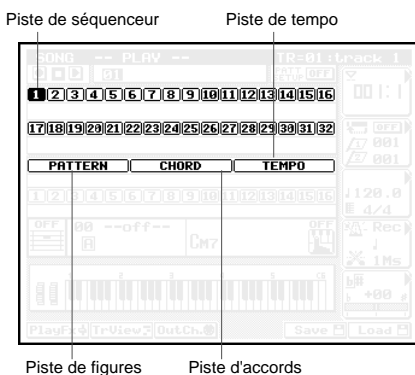 Piste de séquenceur Piste de tempo
SONG -- PLAY -- TR=01:track 1
01 PATT SETUP OFF
1 2 3 4 5 6 7 8 9 10 11 12 13 14 15 16
17 18 19 20 21 22 23 24 25 26 27 28 29 30 31 32
OFF
001
001
PATTERN CHORD TEMPO
1 2 3 4 5 6 7 8 9 10 11 12 13 14 15 16
♩120.0
4/4
OFF 00 --off-- OFF Rec
A CM7
1Ms
+00
PlayFx TrView OutCh. Save Load
Piste de figures Piste d'accords